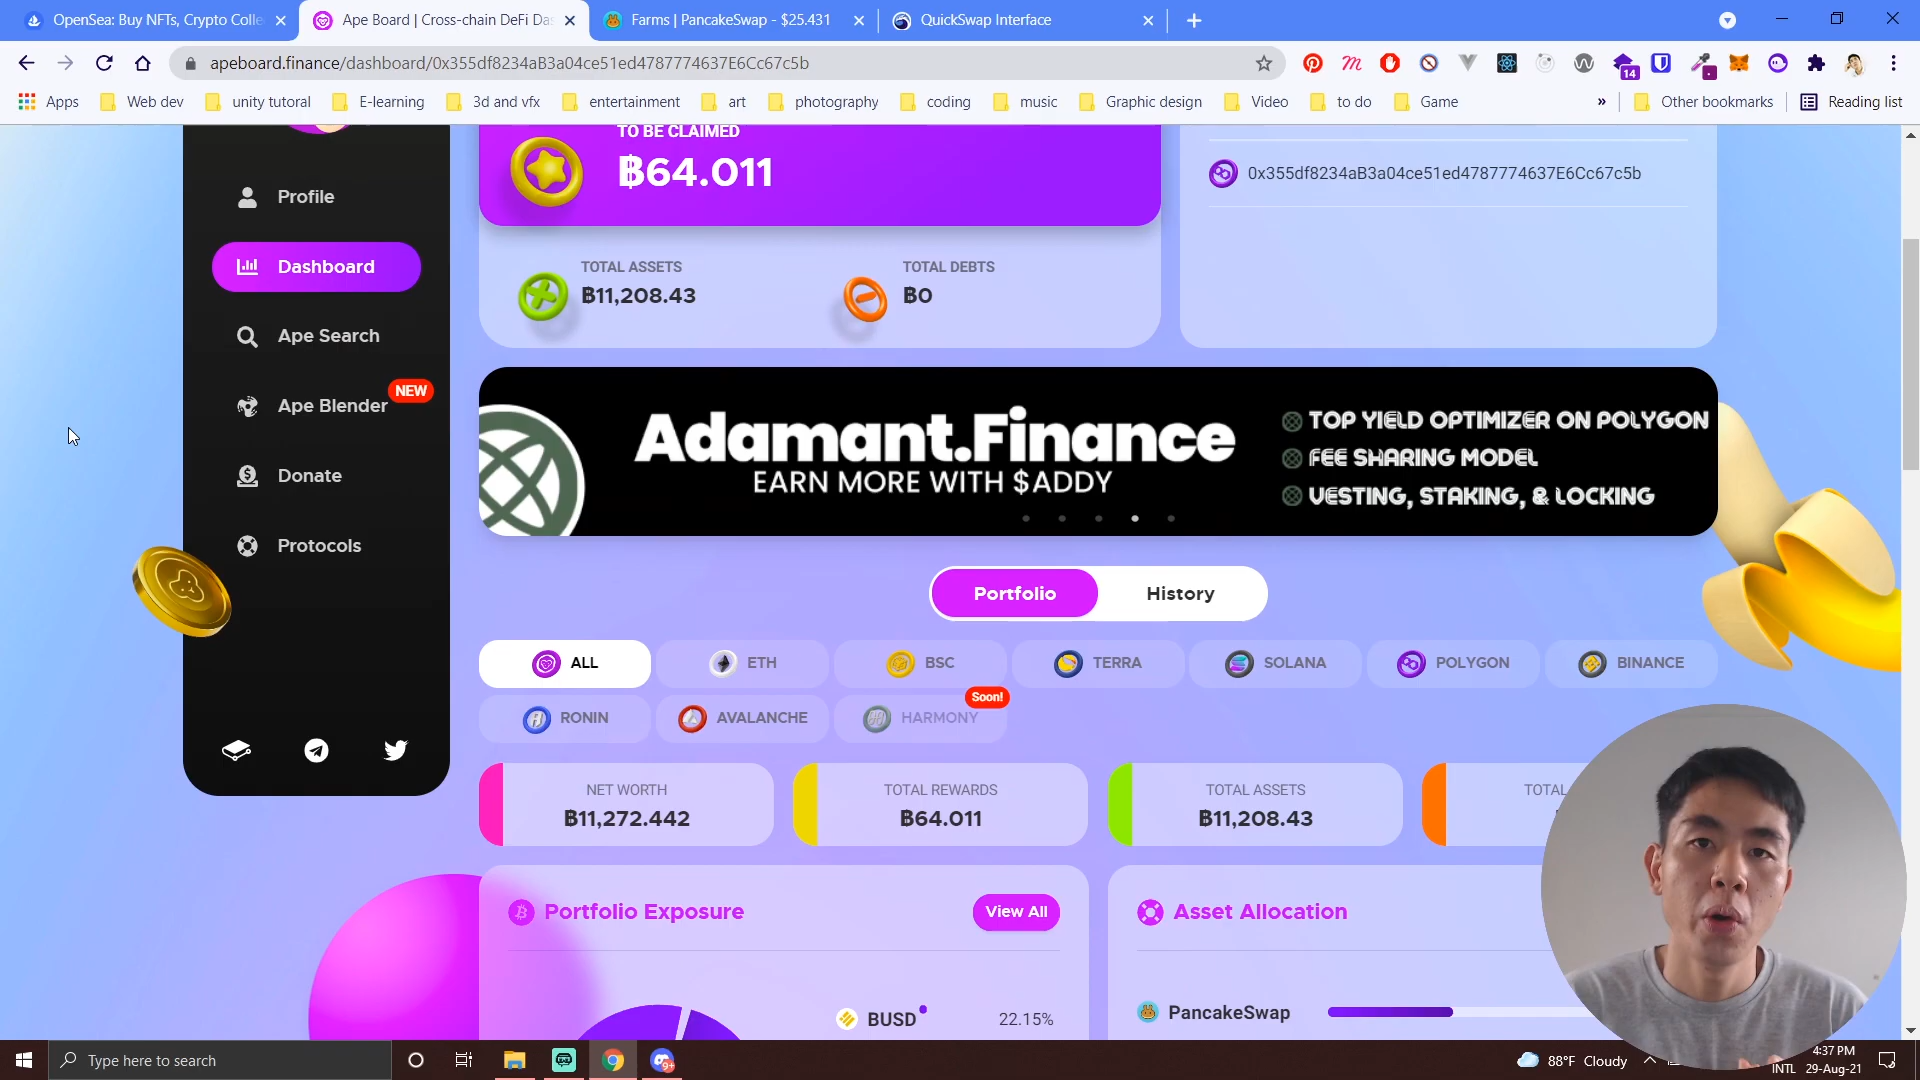 OpenSea: Buy NFTs, Crypto Colle
Ape Board | Cross-chain DeFi Das
Farms | PancakeSwap - $25.431
QuickSwap Interface
apeboard.finance/dashboard/0x355df8234aB3a04ce51ed4787774637E6Cc67c5b
14
Apps
Web dev
unity tutorial
E-learning
3d and vfx
entertainment
art
photography
coding
music
Graphic design
Video
to do
Game
»
Other bookmarks
Reading list
Profile
Dashboard
Ape Search
Ape Blender
NEW
Donate
Protocols
TO BE CLAIMED
฿64.011
0x355df8234aB3a04ce51ed4787774637E6Cc67c5b
TOTAL ASSETS
฿11,208.43
TOTAL DEBTS
฿0
Adamant.Finance
EARN MORE WITH $ADDY
TOP YIELD OPTIMIZER ON POLYGON
FEE SHARING MODEL
VESTING, STAKING, & LOCKING
Portfolio
History
ALL
ETH
BSC
TERRA
SOLANA
POLYGON
BINANCE
RONIN
AVALANCHE
HARMONY
Soon!
NET WORTH
฿11,272.442
TOTAL REWARDS
฿64.011
TOTAL ASSETS
฿11,208.43
TOTAL
Portfolio Exposure
View All
Asset Allocation
BUSD
22.15%
PancakeSwap
Type here to search
9+
88°F Cloudy
INTL
4:37 PM
29-Aug-21